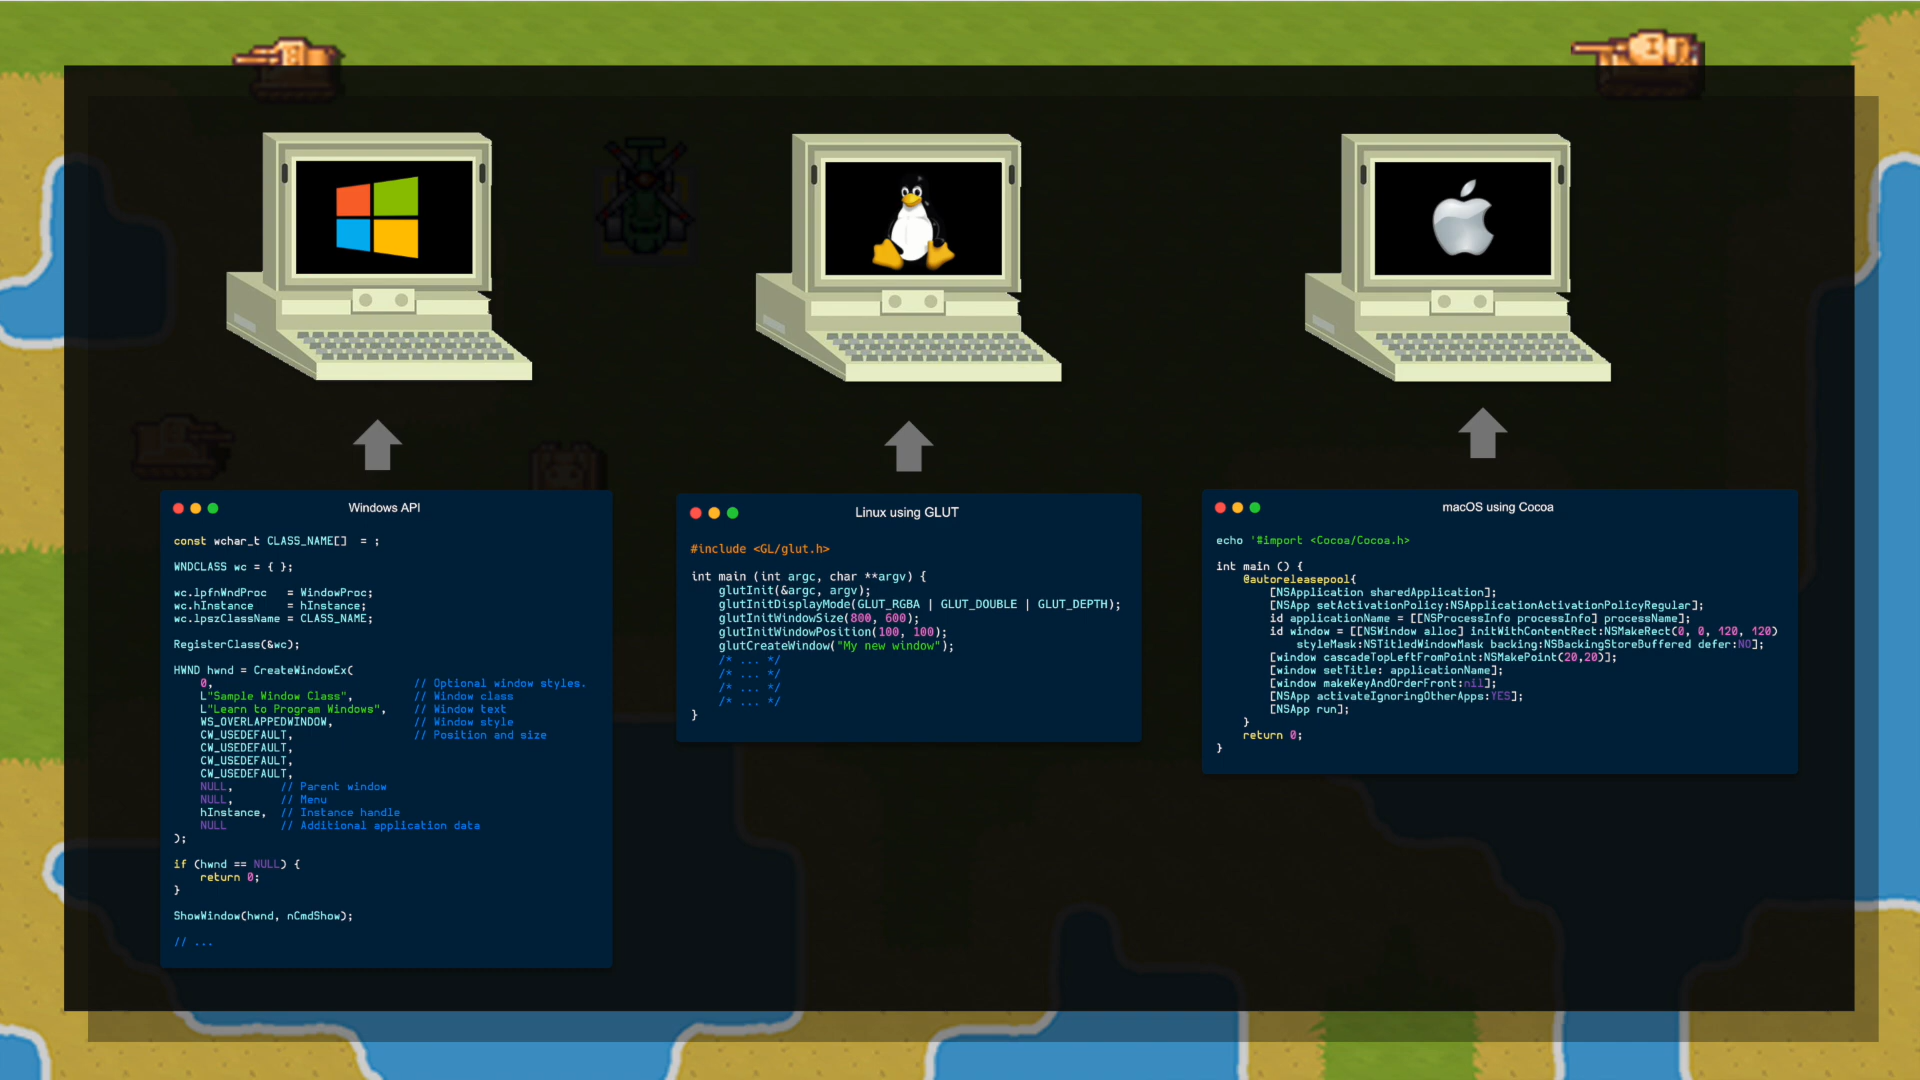 Windows API
const wchar_t CLASS_NAME[]  = ;
WNDCLASS wc = { };
wc.lpfnWndProc   = WindowProc;
wc.hInstance     = hInstance;
wc.lpszClassName = CLASS_NAME;
RegisterClass(&wc);
HWND hwnd = CreateWindowEx(
0,                              // Optional window styles.
L"Sample Window Class",         // Window class
L"Learn to Program Windows",    // Window text
WS_OVERLAPPEDWINDOW,            // Window style
CW_USEDEFAULT,                  // Position and size
CW_USEDEFAULT,
CW_USEDEFAULT,
CW_USEDEFAULT,
NULL,       // Parent window
NULL,       // Menu
hInstance,  // Instance handle
NULL        // Additional application data
);
if (hwnd == NULL) {
return 0;
}
ShowWindow(hwnd, nCmdShow);
// ...
Linux using GLUT
#include <GL/glut.h>
int main (int argc, char **argv) {
glutInit(&argc, argv);
glutInitDisplayMode(GLUT_RGBA | GLUT_DOUBLE | GLUT_DEPTH);
glutInitWindowSize(800, 600);
glutInitWindowPosition(100, 100);
glutCreateWindow("My new window");
/* ... */
/* ... */
/* ... */
/* ... */
}
macOS using Cocoa
echo '#import <Cocoa/Cocoa.h>
int main () {
@autoreleasepool{
[NSApplication sharedApplication];
[NSApp setActivationPolicy:NSApplicationActivationPolicyRegular];
id applicationName = [[NSProcessInfo processInfo] processName];
id window = [[NSWindow alloc] initWithContentRect:NSMakeRect(0, 0, 120, 120)
styleMask:NSTitledWindowMask backing:NSBackingStoreBuffered defer:NO];
[window cascadeTopLeftFromPoint:NSMakePoint(20,20)];
[window setTitle: applicationName];
[window makeKeyAndOrderFront:nil];
[NSApp activateIgnoringOtherApps:YES];
[NSApp run];
}
return 0;
}